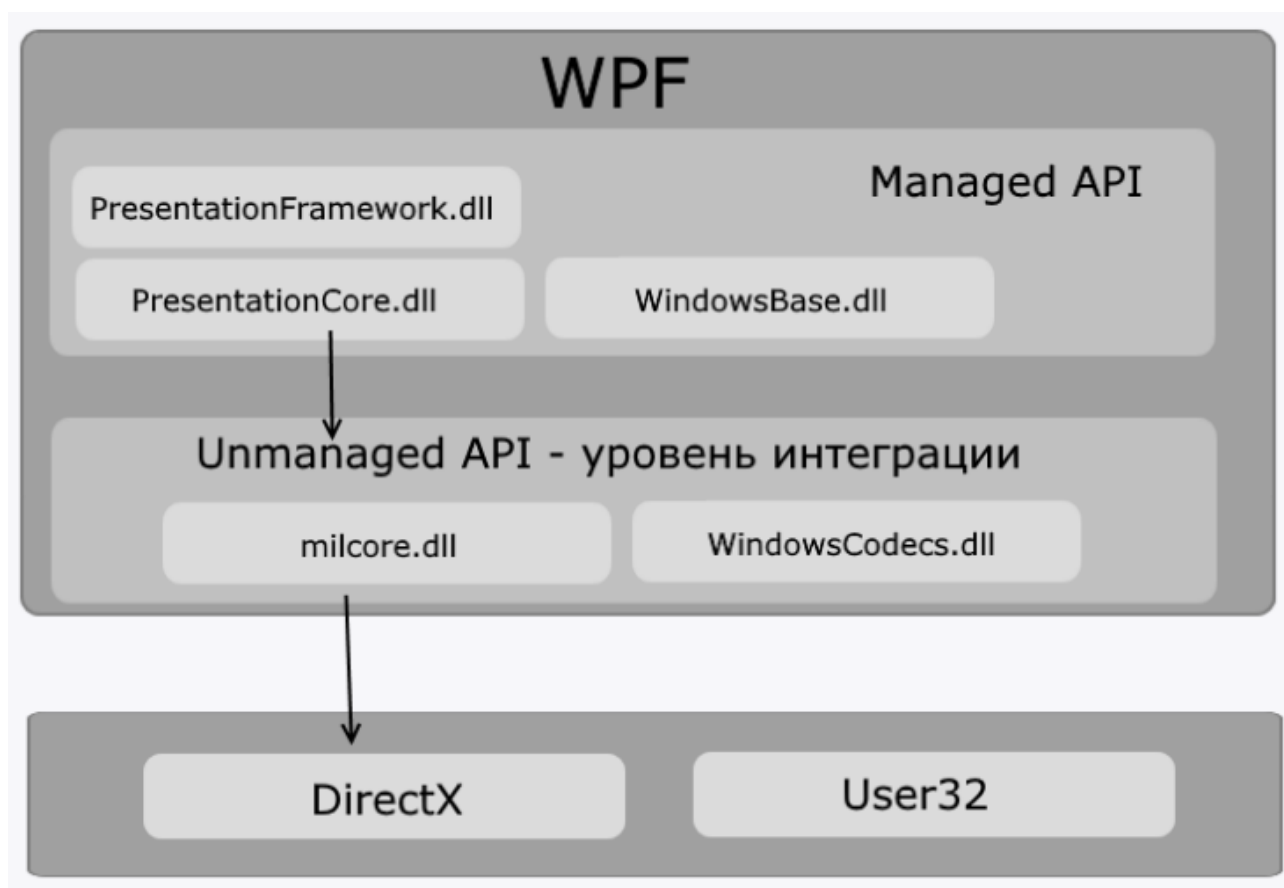 WPF
Managed API
PresentationFramework.dll
PresentationCore.dll
WindowsBase.dll
Unmanaged API - уровень интеграции
milcore.dll
WindowsCodecs.dll
DirectX
User32